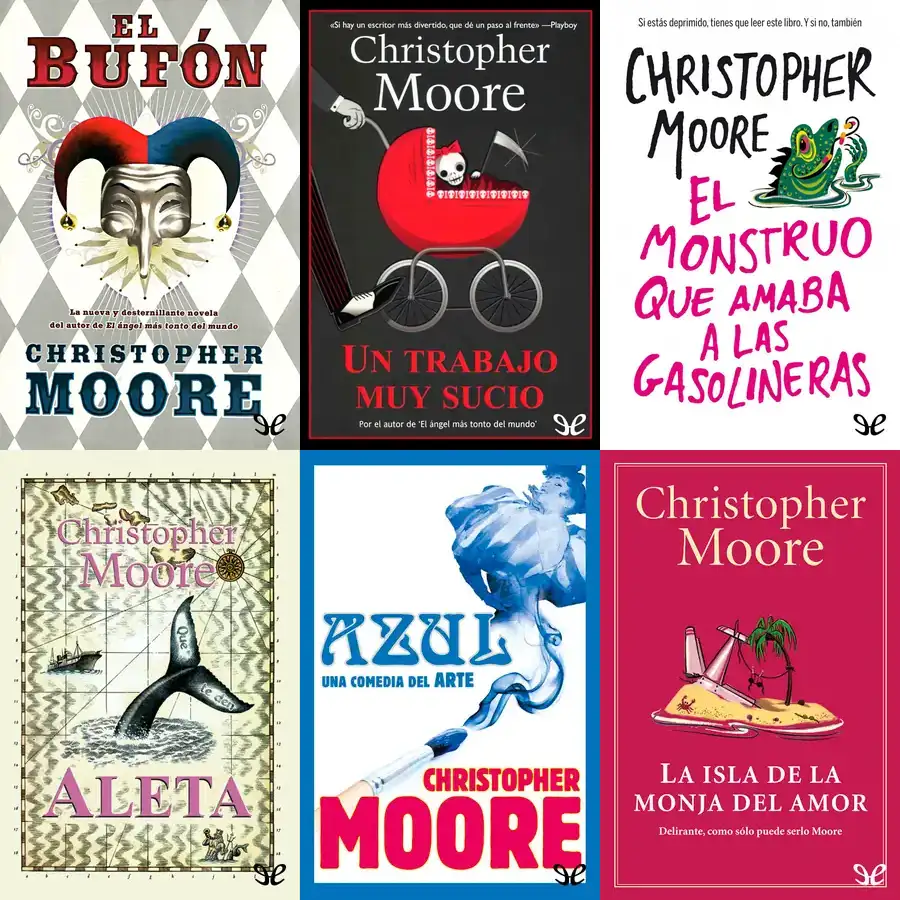 EL
BUFÓN
La nueva y desternillante novela
del autor de El ángel más tonto del mundo
CHRISTOPHER
MOORE
«Si hay un escritor más divertido, que dé un paso al frente» —Playboy
Christopher
Moore
UN TRABAJO
MUY SUCIO
Por el autor de 'El ángel más tonto del mundo'
Si estás deprimido, tienes que leer este libro. Y si no, también
CHRISTOPHER
MOORE
EL
MONSTRUO
QUE AMABA
A LAS
GASOLINERAS
Christopher
Moore
Que
Le den
ALETA
AZUL
UNA COMEDIA DEL ARTE
CHRISTOPHER
MOORE
Christopher
Moore
LA ISLA DE LA
MONJA DEL AMOR
Delirante, como sólo puede serlo Moore